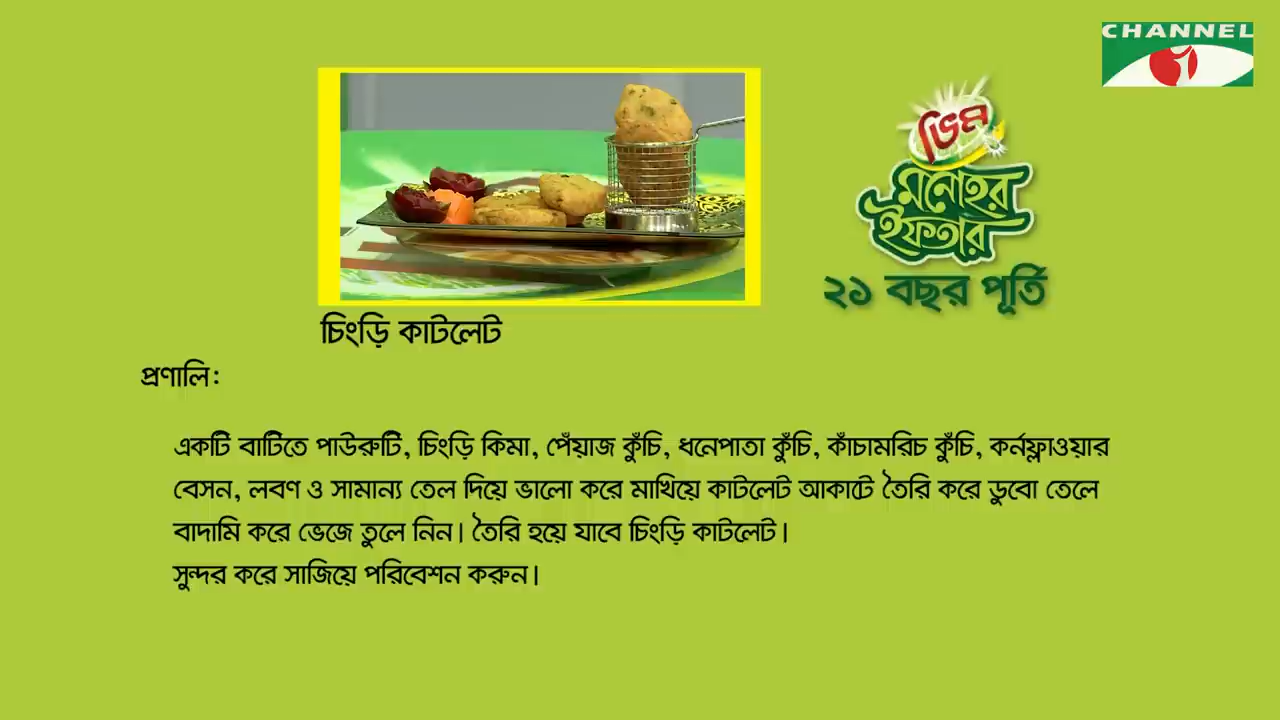 CHANNEL
i
ভিম
মনোহর
ইফতার
২১ বছর পূর্তি
চিংড়ি কাটলেট
প্রণালি:
একটি বাটিতে পাউরুটি, চিংড়ি কিমা, পেঁয়াজ কুঁচি, ধনেপাতা কুঁচি, কাঁচামরিচ কুঁচি, কর্নফ্লাওয়ার
বেসন, লবণ ও সামান্য তেল দিয়ে ভালো করে মাখিয়ে কাটলেট আকাটে তৈরি করে ডুবো তেলে
বাদামি করে ভেজে তুলে নিন। তৈরি হয়ে যাবে চিংড়ি কাটলেট।
সুন্দর করে সাজিয়ে পরিবেশন করুন।